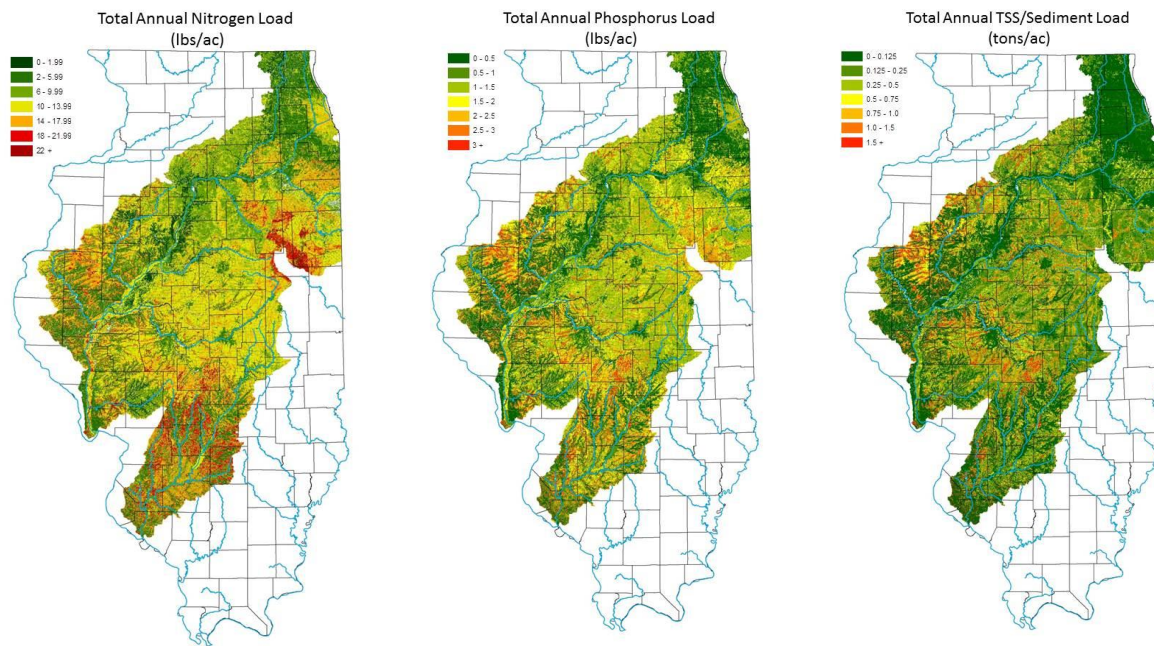 Total Annual Nitrogen Load
(lbs/ac)
0 - 1.99
2 - 5.99
6 - 9.99
10 - 13.99
14 - 17.99
18 - 21.99
22 +
Total Annual Phosphorus Load
(lbs/ac)
0 - 0.5
0.5 - 1
1 - 1.5
1.5 - 2
2 - 2.5
2.5 - 3
3 +
Total Annual TSS/Sediment Load
(tons/ac)
0 - 0.125
0.125 - 0.25
0.25 - 0.5
0.5 - 0.75
0.75 - 1.0
1.0 - 1.5
1.5 +